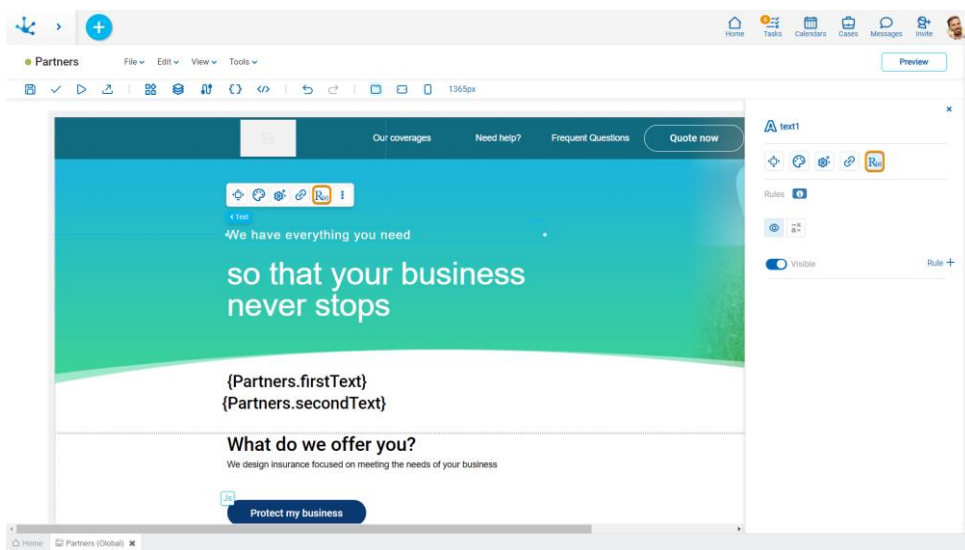 6
Home
Tasks
Calendars
Cases
Messages
Invite
Partners
File
Edit
View
Tools
Preview
1365px
text1
Our coverages
Need help?
Frequent Questions
Quote now
R(x)
R(x)
Rules
Text
We have everything you need
so that your business
never stops
Visible
Rule
{Partners.firstText}
{Partners.secondText}
What do we offer you?
We design insurance focused on meeting the needs of your business
Js
Protect my business
Home
Partners (Global)